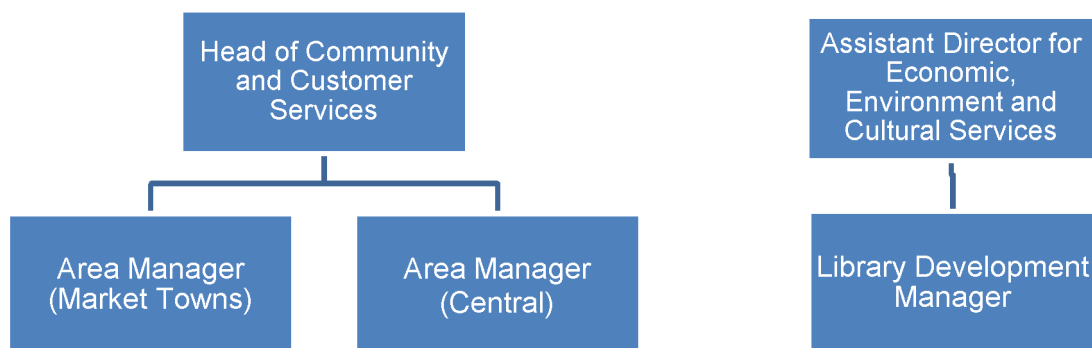 Head of Community
and Customer
Services
Assistant Director for
Economic,
Environment and
Cultural Services
Area Manager
(Market Towns)
Area Manager
(Central)
Library Development
Manager